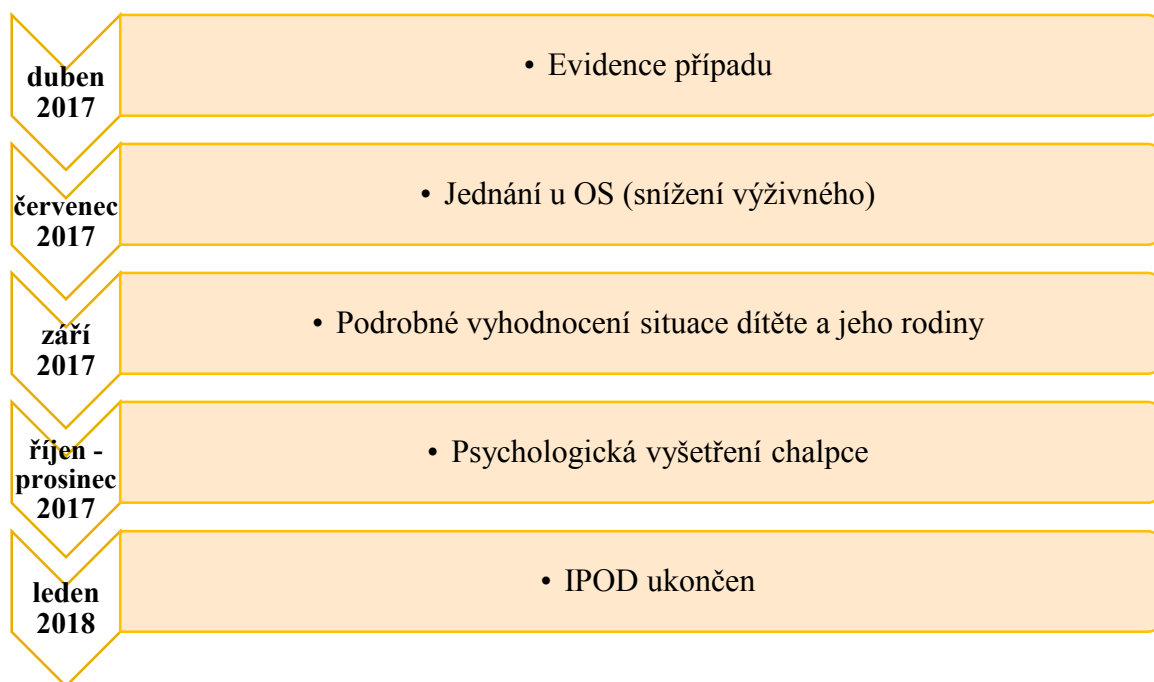 duben
2017
• Evidence případu
červenec
2017
• Jednání u OS (snížení výživného)
září
2017
• Podrobné vyhodnocení situace dítěte a jeho rodiny
říjen -
prosinec
2017
• Psychologická vyšetření chalpce
leden
2018
• IPOD ukončen